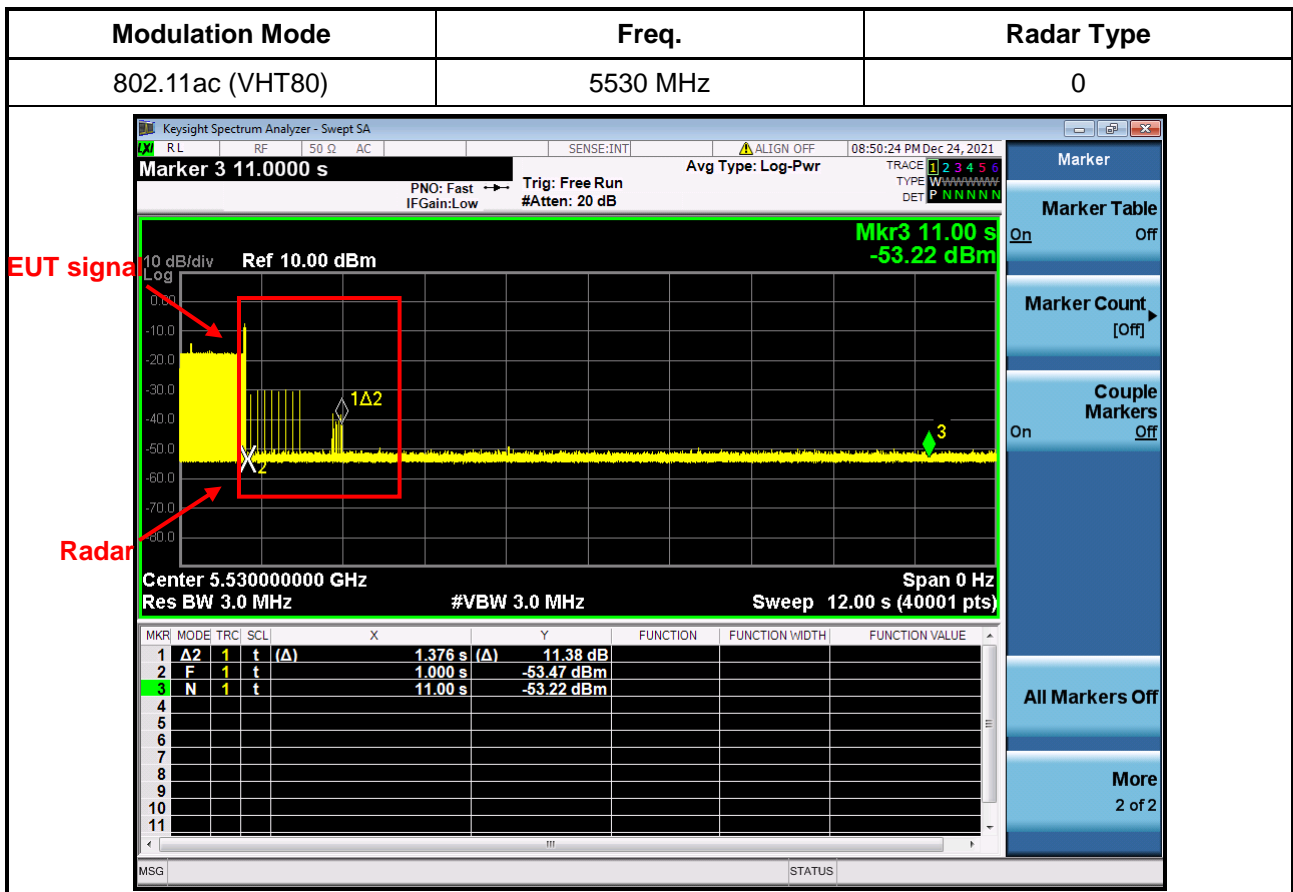 Modulation Mode Freq. Radar Type
802.11ac (VHT80) 5530 MHz 0
Keysight Spectrum Analyzer - Swept SA
LXI RL RF 50 Ω AC SENSE:INT ALIGN OFF 08:50:24 PM Dec 24, 2021
Marker 3 11.0000 s
PNO: Fast
IFGain:Low
Trig: Free Run
#Atten: 20 dB
Avg Type: Log-Pwr
TRACE 1 2 3 4 5 6
TYPE WWWWWW
DET P N N N N N
Mkr3 11.00 s
-53.22 dBm
10 dB/div Ref 10.00 dBm
Log
EUT signal
0.00
-10.0
-20.0
-30.0
-40.0
-50.0
-60.0
-70.0
-80.0
1Δ2
2
3
Radar
Center 5.530000000 GHz Span 0 Hz
Res BW 3.0 MHz #VBW 3.0 MHz Sweep 12.00 s (40001 pts)
MKR MODE TRC SCL X Y FUNCTION FUNCTION WIDTH FUNCTION VALUE
1 Δ2 1 t (Δ) 1.376 s (Δ) 11.38 dB
2 F 1 t 1.000 s -53.47 dBm
3 N 1 t 11.00 s -53.22 dBm
4
5
6
7
8
9
10
11
MSG STATUS
Marker
Marker Table
On Off
Marker Count
[Off]
Couple
Markers
On Off
All Markers Off
More
2 of 2